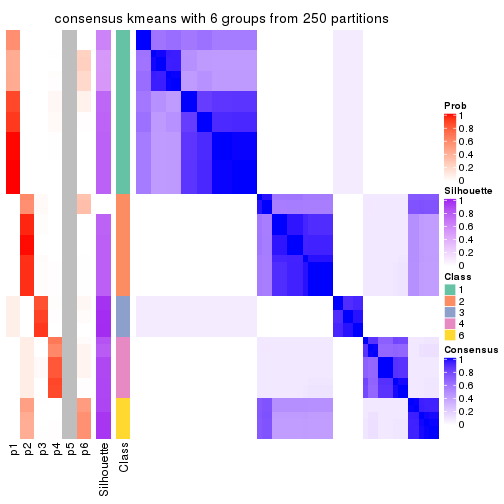 consensus kmeans with 6 groups from 250 partitions
Prob
1
0.8
0.6
0.4
0.2
0
Silhouette
1
0.8
0.6
0.4
0.2
0
Class
1
2
3
4
6
Consensus
1
0.8
0.6
0.4
0.2
0
p1
p2
p3
p4
p5
p6
Silhouette
Class